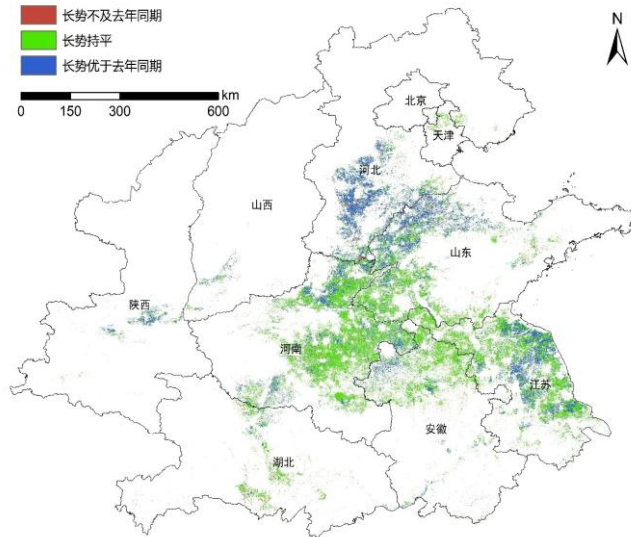 长势不及去年同期
长势持平
长势优于去年同期
km
0 150 300 600
N
北京
天津
河北
山西
山东
陕西
河南
江苏
安徽
湖北